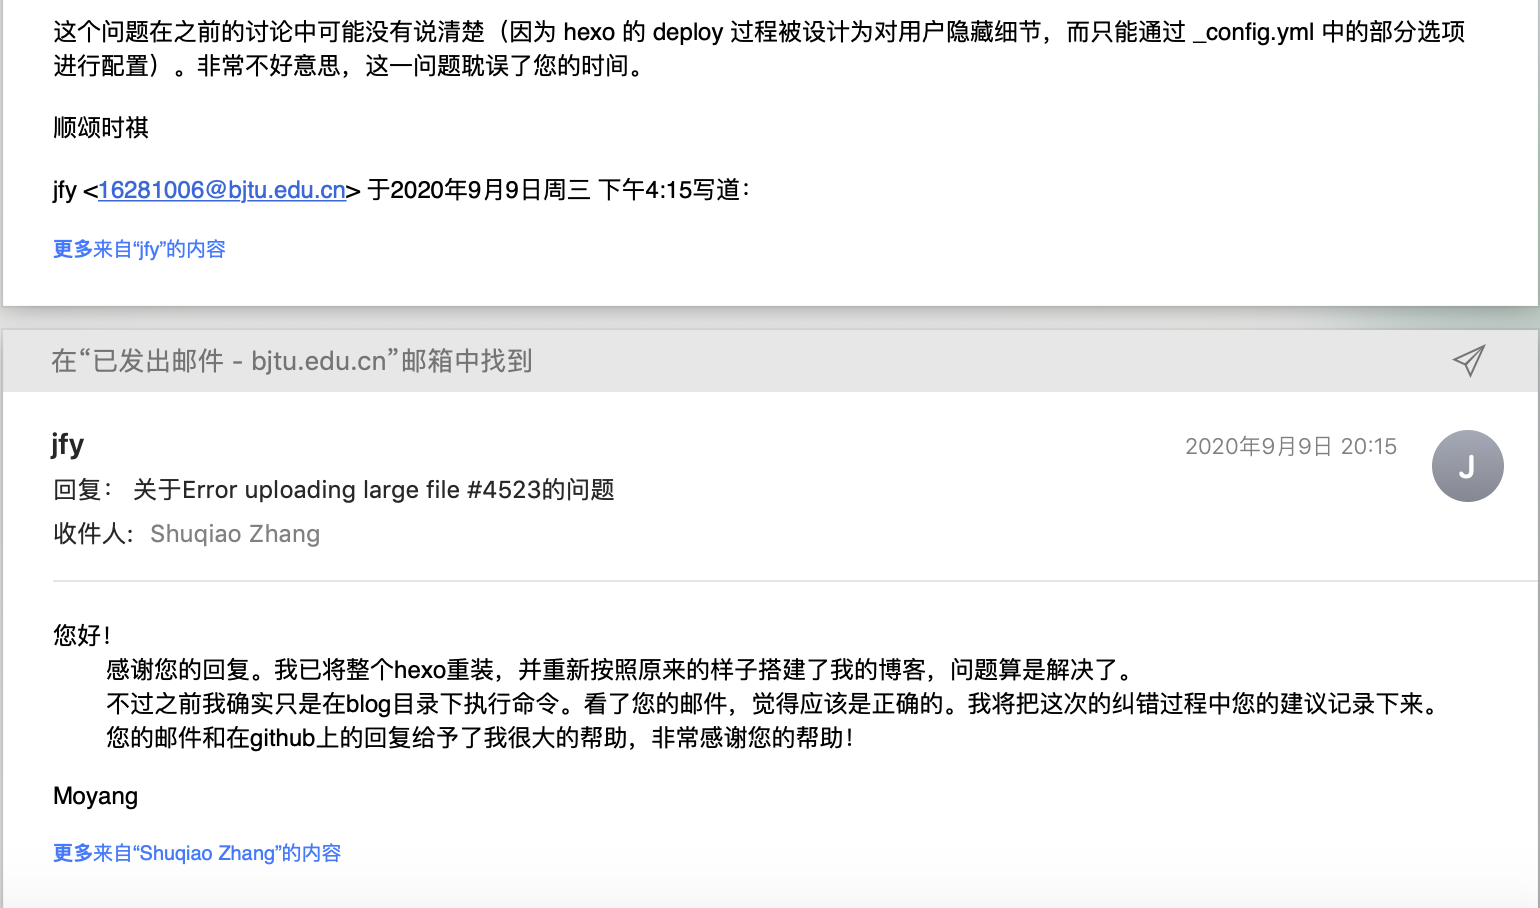 这个问题在之前的讨论中可能没有说清楚（因为 hexo 的 deploy 过程被设计为对用户隐藏细节，而只能通过 _config.yml 中的部分选项
进行配置）。非常不好意思，这一问题耽误了您的时间。
顺颂时祺
jfy <16281006@bjtu.edu.cn> 于2020年9月9日周三 下午4:15写道：
更多来自“jfy”的内容
在“已发出邮件 - bjtu.edu.cn”邮箱中找到
jfy
2020年9月9日 20:15
J
回复： 关于Error uploading large file #4523的问题
收件人： Shuqiao Zhang
您好！
感谢您的回复。我已将整个hexo重装，并重新按照原来的样子搭建了我的博客，问题算是解决了。
不过之前我确实只是在blog目录下执行命令。看了您的邮件，觉得应该是正确的。我将把这次的纠错过程中您的建议记录下来。
您的邮件和在github上的回复给予了我很大的帮助，非常感谢您的帮助！
Moyang
更多来自“Shuqiao Zhang”的内容